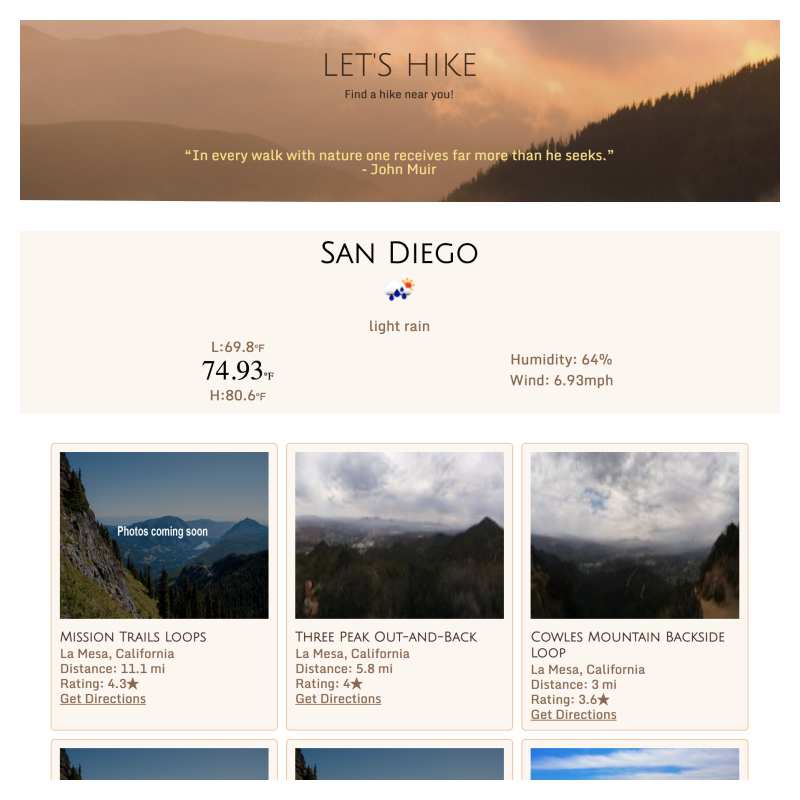 LET'S HIKE
Find a hike near you!
“In every walk with nature one receives far more than he seeks.”
- John Muir
San Diego
light rain
L:69.8°F
74.93°F
H:80.6°F
Humidity: 64%
Wind: 6.93mph
Photos coming soon
Mission Trails Loops
La Mesa, California
Distance: 11.1 mi
Rating: 4.3★
Get Directions
Three Peak Out-and-Back
La Mesa, California
Distance: 5.8 mi
Rating: 4★
Get Directions
Cowles Mountain Backside
Loop
La Mesa, California
Distance: 3 mi
Rating: 3.6★
Get Directions